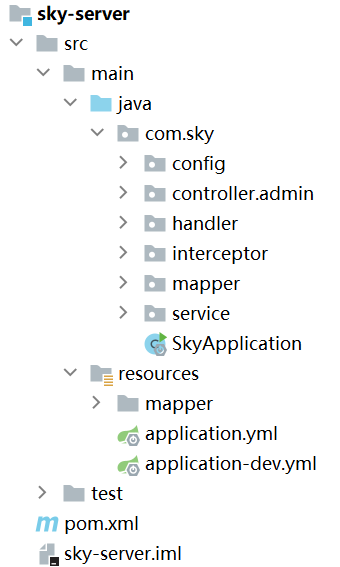 sky-server
src
main
java
com.sky
config
controller.admin
handler
interceptor
mapper
service
SkyApplication
resources
mapper
application.yml
application-dev.yml
test
pom.xml
sky-server.iml